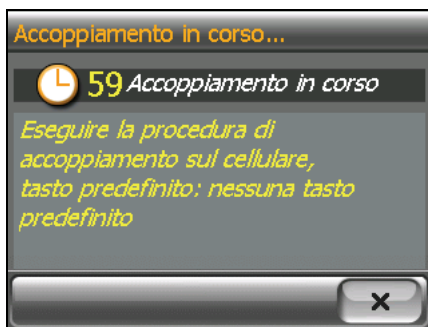 Accoppiamento in corso...
59 Accoppiamento in corso
Eseguire la procedura di
accoppiamento sul cellulare,
tasto predefinito: nessuna tasto
predefinito